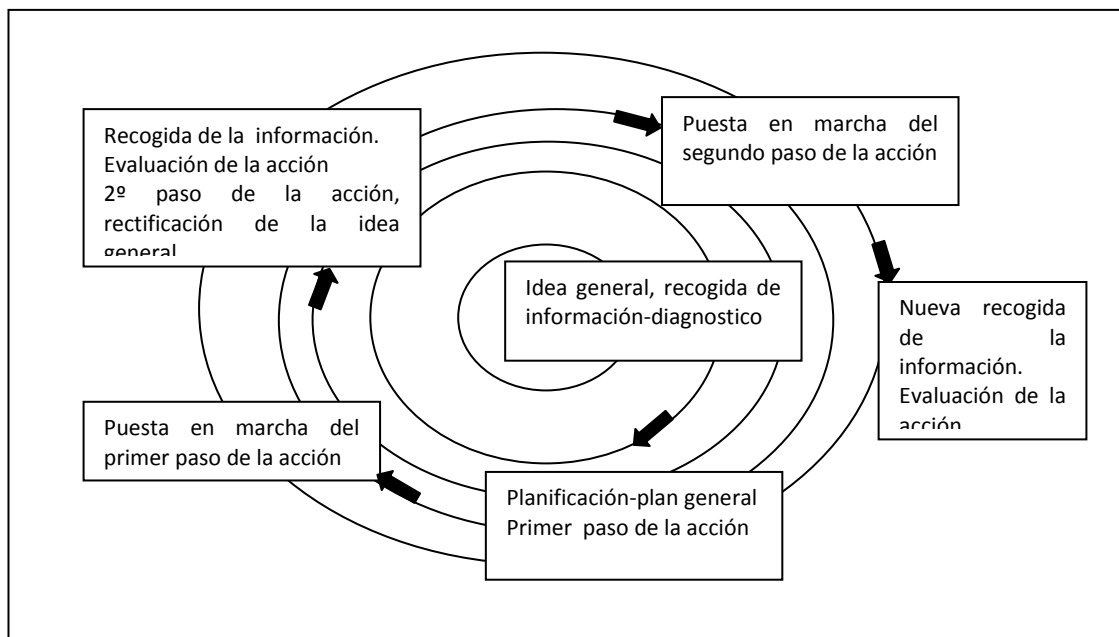 Recogida de la información.
Evaluación de la acción
2º paso de la acción,
rectificación de la idea
general
Puesta en marcha del
segundo paso de la acción
Idea general, recogida de
información-diagnostico
Nueva recogida
de la
información.
Evaluación de la
acción
Puesta en marcha del
primer paso de la acción
Planificación-plan general
Primer paso de la acción